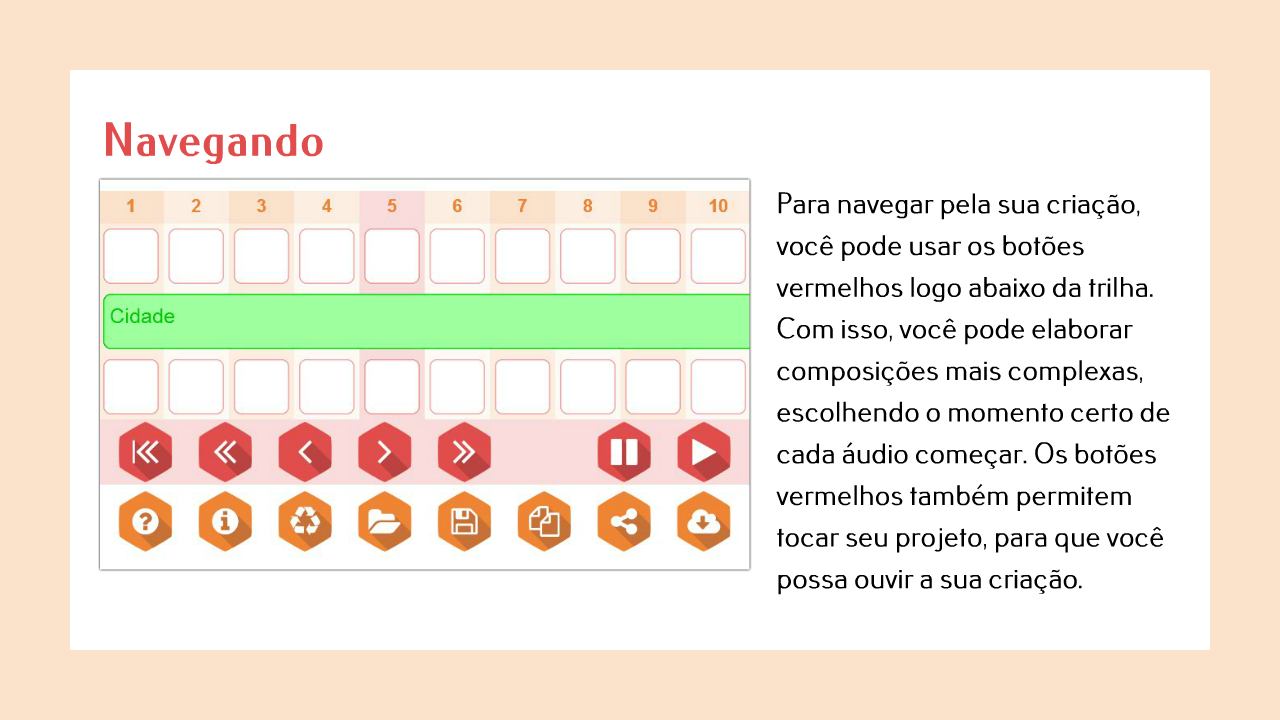 Navegando
1 2 3 4 5 6 7 8 9 10
Cidade
Para navegar pela sua criação,
você pode usar os botões
vermelhos logo abaixo da trilha.
Com isso, você pode elaborar
composições mais complexas,
escolhendo o momento certo de
cada áudio começar. Os botões
vermelhos também permitem
tocar seu projeto, para que você
possa ouvir a sua criação.